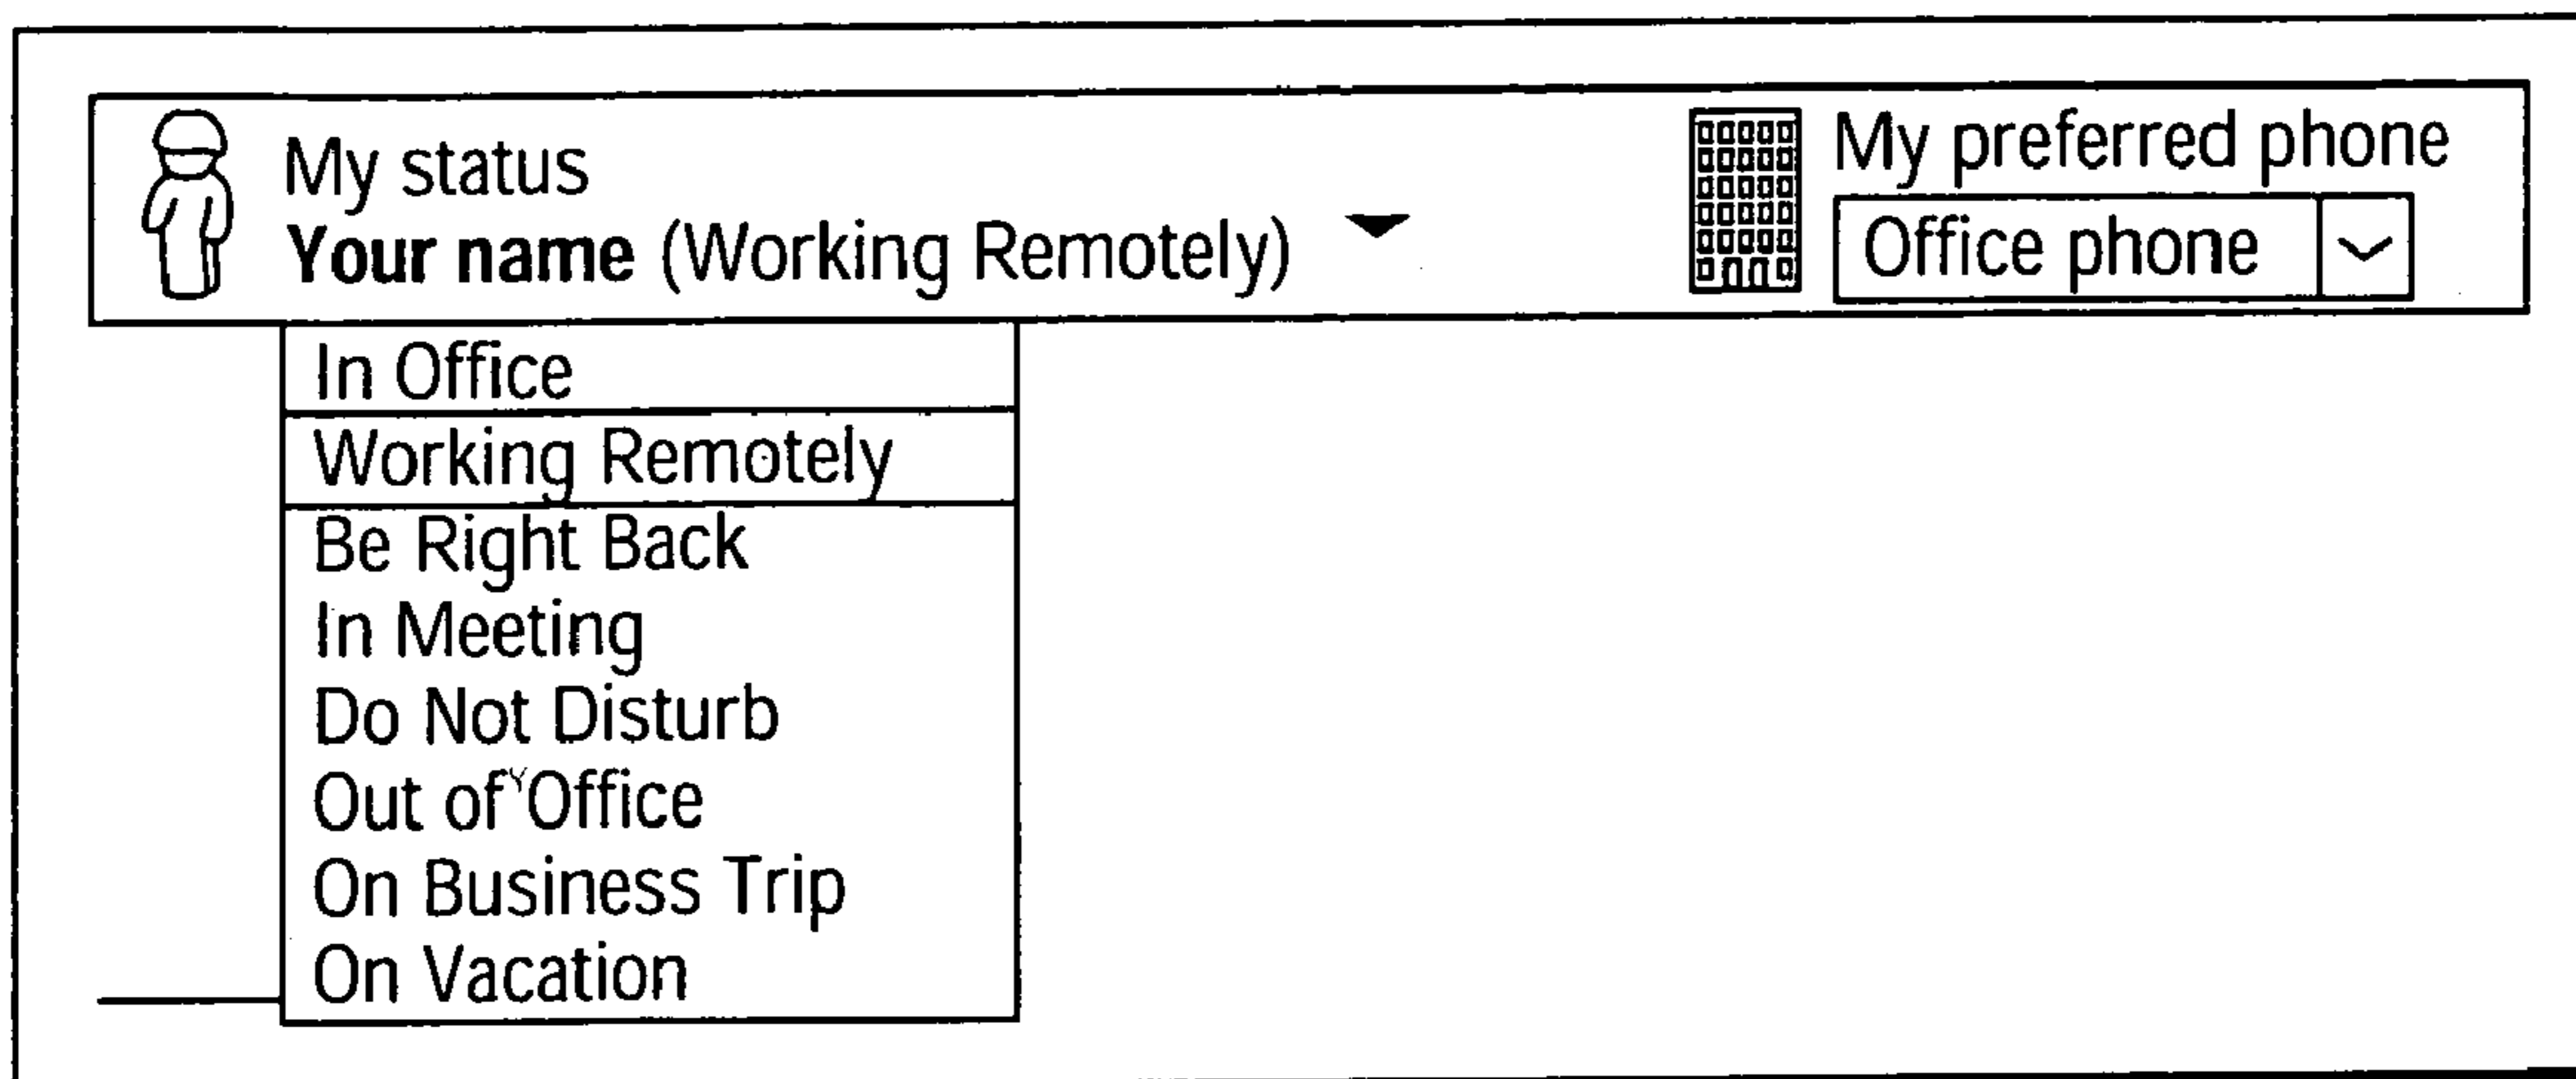 My status
Your name (Working Remotely)
My preferred phone
Office phone
In Office
Working Remotely
Be Right Back
In Meeting
Do Not Disturb
Out of Office
On Business Trip
On Vacation